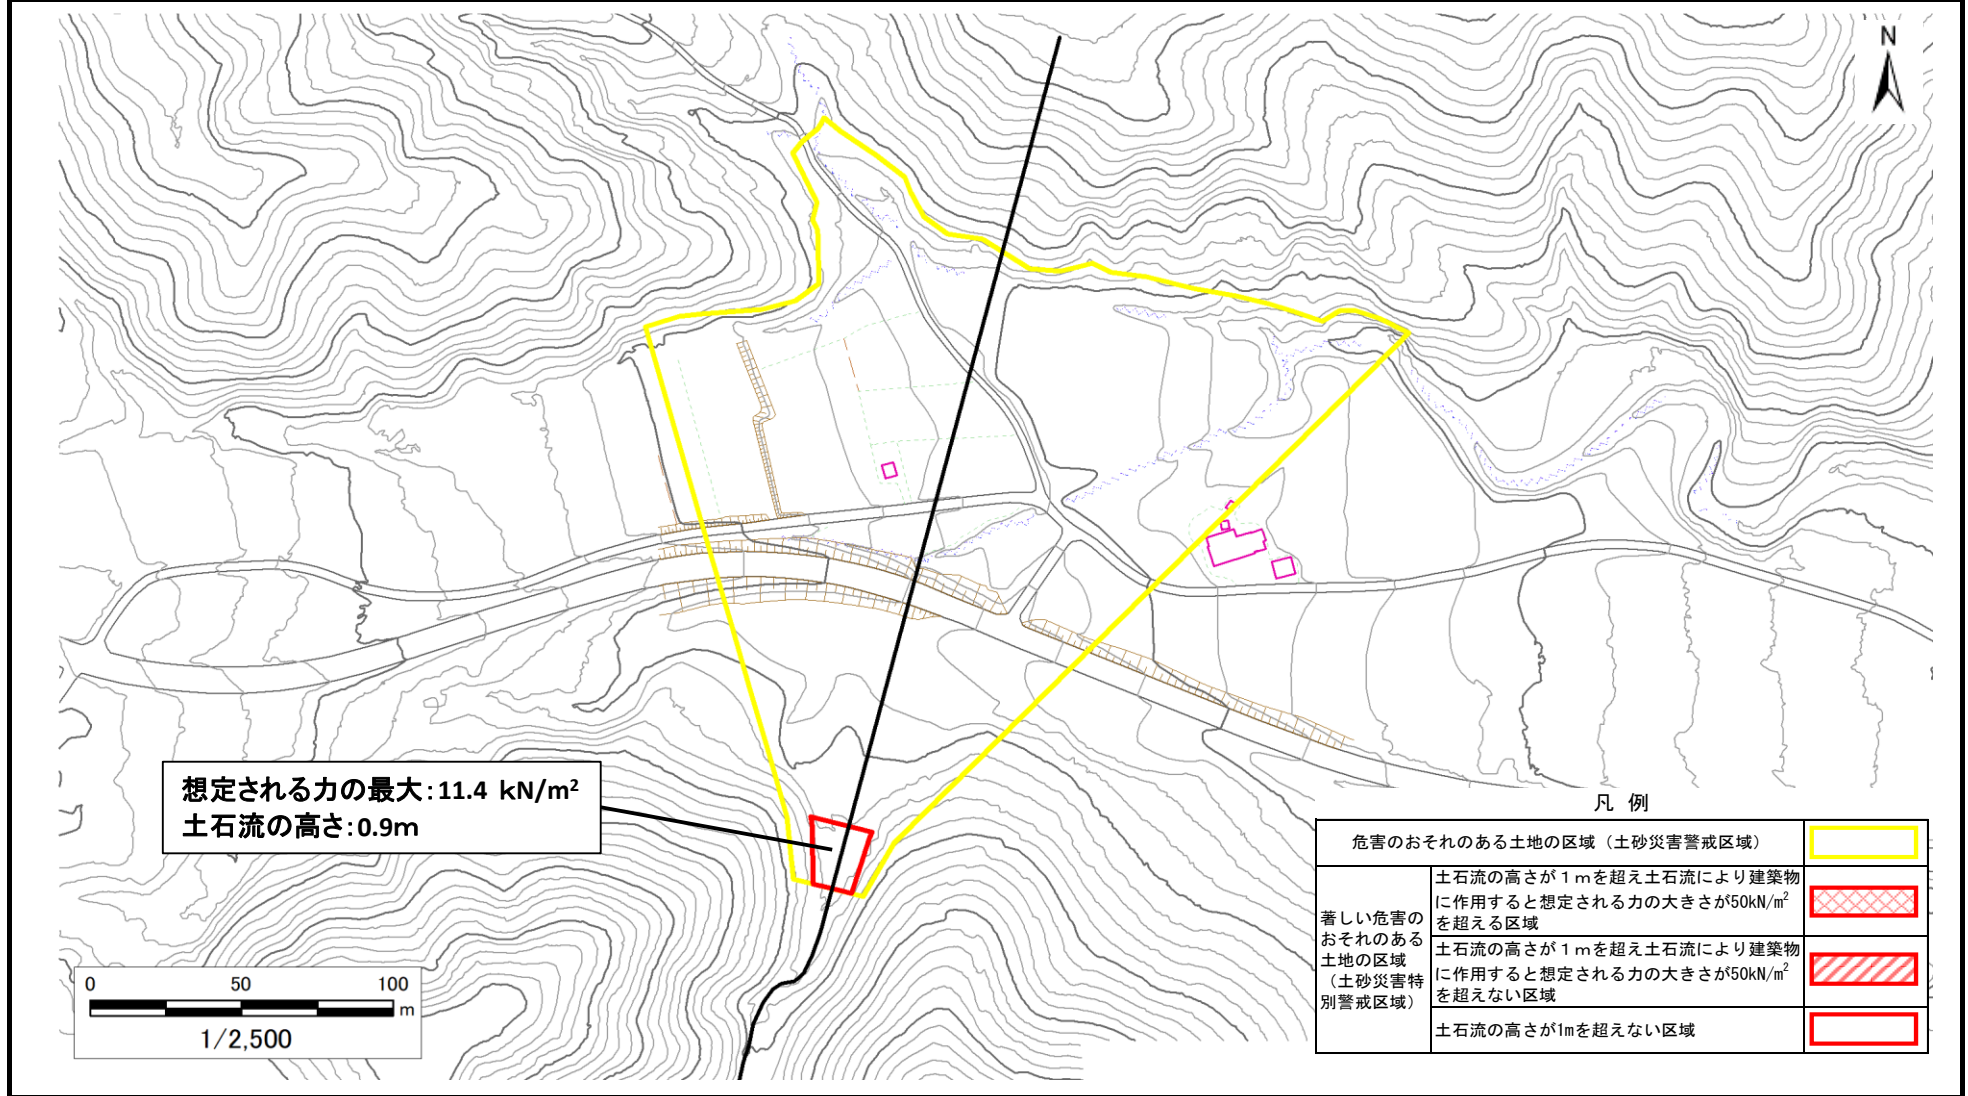 N
想定される力の最大：11.4 kN/m²
土石流の高さ：0.9m
凡 例
危害のおそれのある土地の区域（土砂災害警戒区域）
著しい危害の
おそれのある
土地の区域
（土砂災害特
別警戒区域）
土石流の高さが１ｍを超え土石流により建築物
に作用すると想定される力の大きさが50kN/㎡
を超える区域
土石流の高さが１ｍを超え土石流により建築物
に作用すると想定される力の大きさが50kN/㎡
を超えない区域
土石流の高さが1mを超えない区域
0 50 100
m
1/2,500